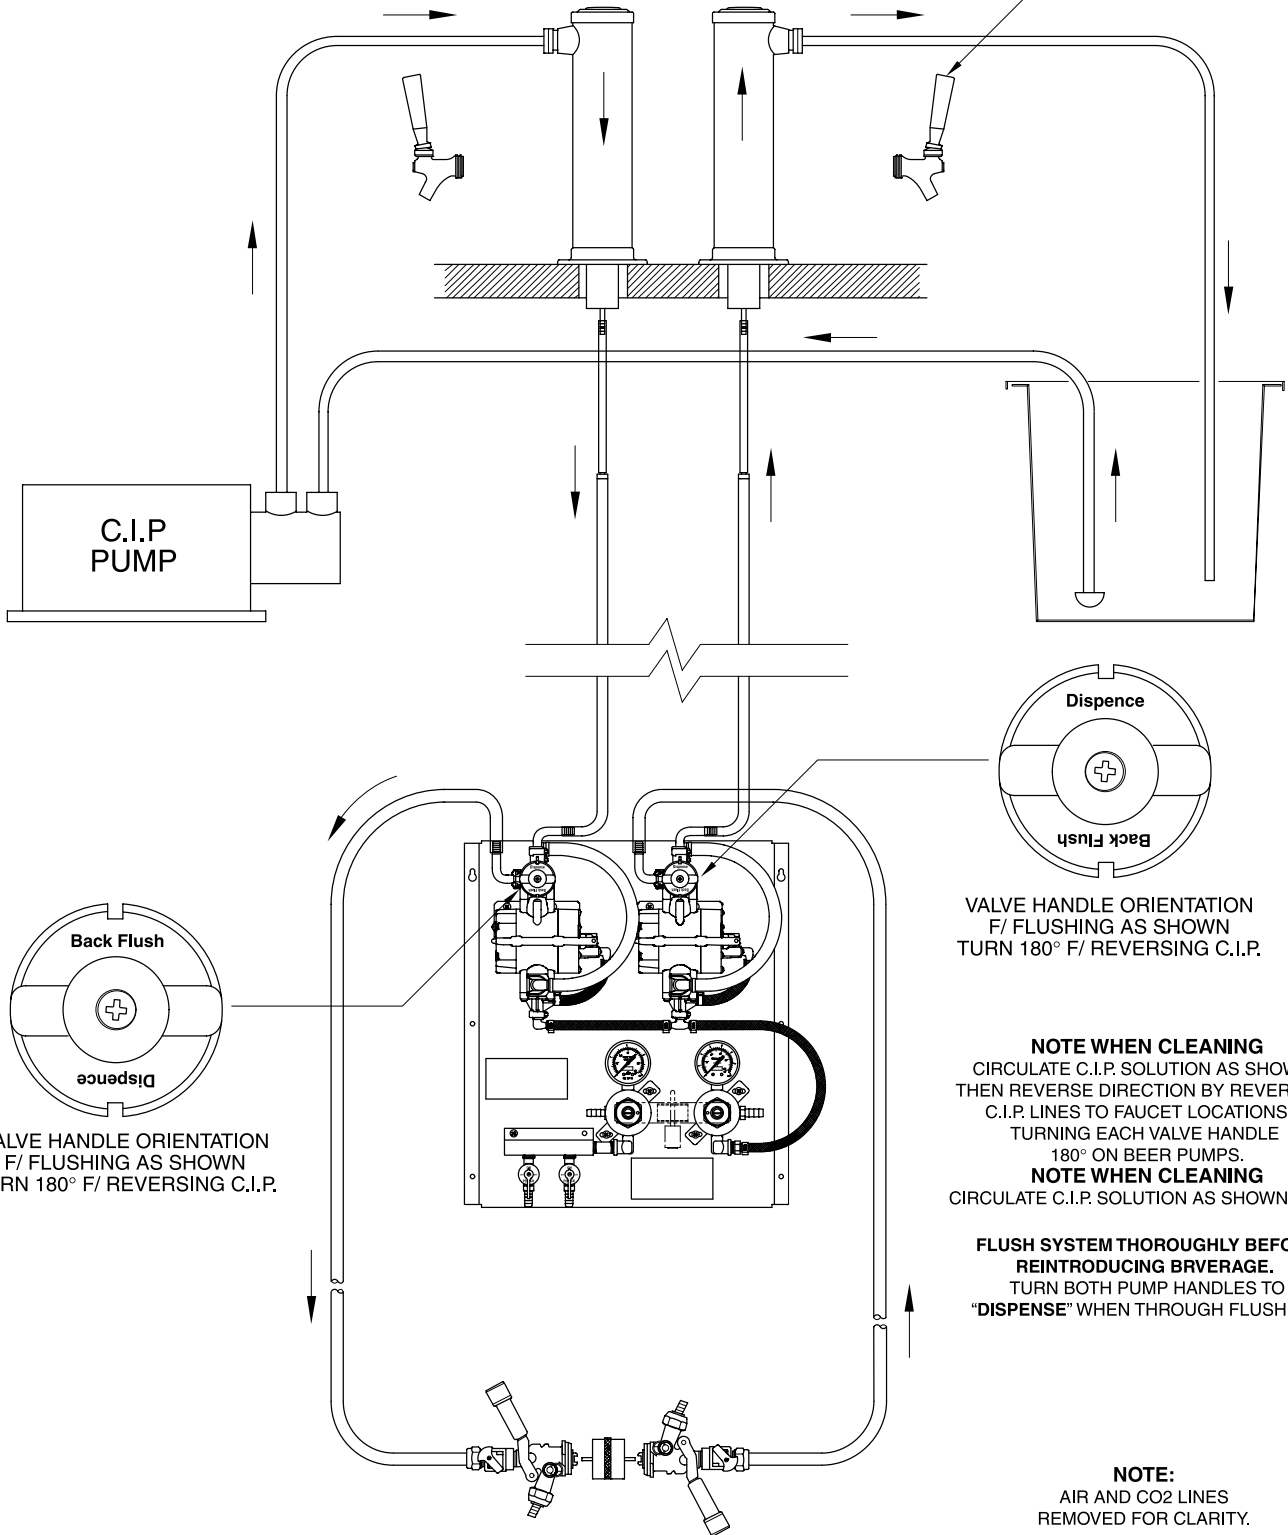 C.I.P
PUMP
Dispence
Back Flush
VALVE HANDLE ORIENTATION
F/ FLUSHING AS SHOWN
TURN 180° F/ REVERSING C.I.P.
Back Flush
Dispence
ALVE HANDLE ORIENTATION
F/ FLUSHING AS SHOWN
RN 180° F/ REVERSING C.I.P.
NOTE WHEN CLEANING
CIRCULATE C.I.P. SOLUTION AS SHOW
THEN REVERSE DIRECTION BY REVER
C.I.P. LINES TO FAUCET LOCATIONS
TURNING EACH VALVE HANDLE
180° ON BEER PUMPS.
NOTE WHEN CLEANING
CIRCULATE C.I.P. SOLUTION AS SHOWN
FLUSH SYSTEM THOROUGHLY BEFO
REINTRODUCING BRVERAGE.
TURN BOTH PUMP HANDLES TO
“DISPENSE” WHEN THROUGH FLUSH
NOTE:
AIR AND CO2 LINES
REMOVED FOR CLARITY.